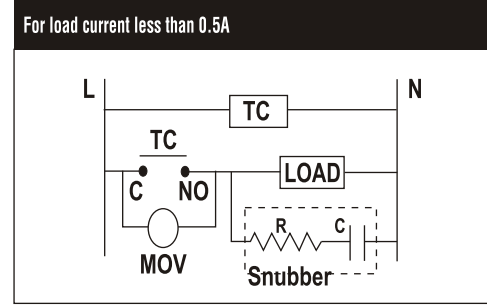 For load current less than 0.5A
L N
TC
TC
LOAD
C NO
R C
MOV
Snubber